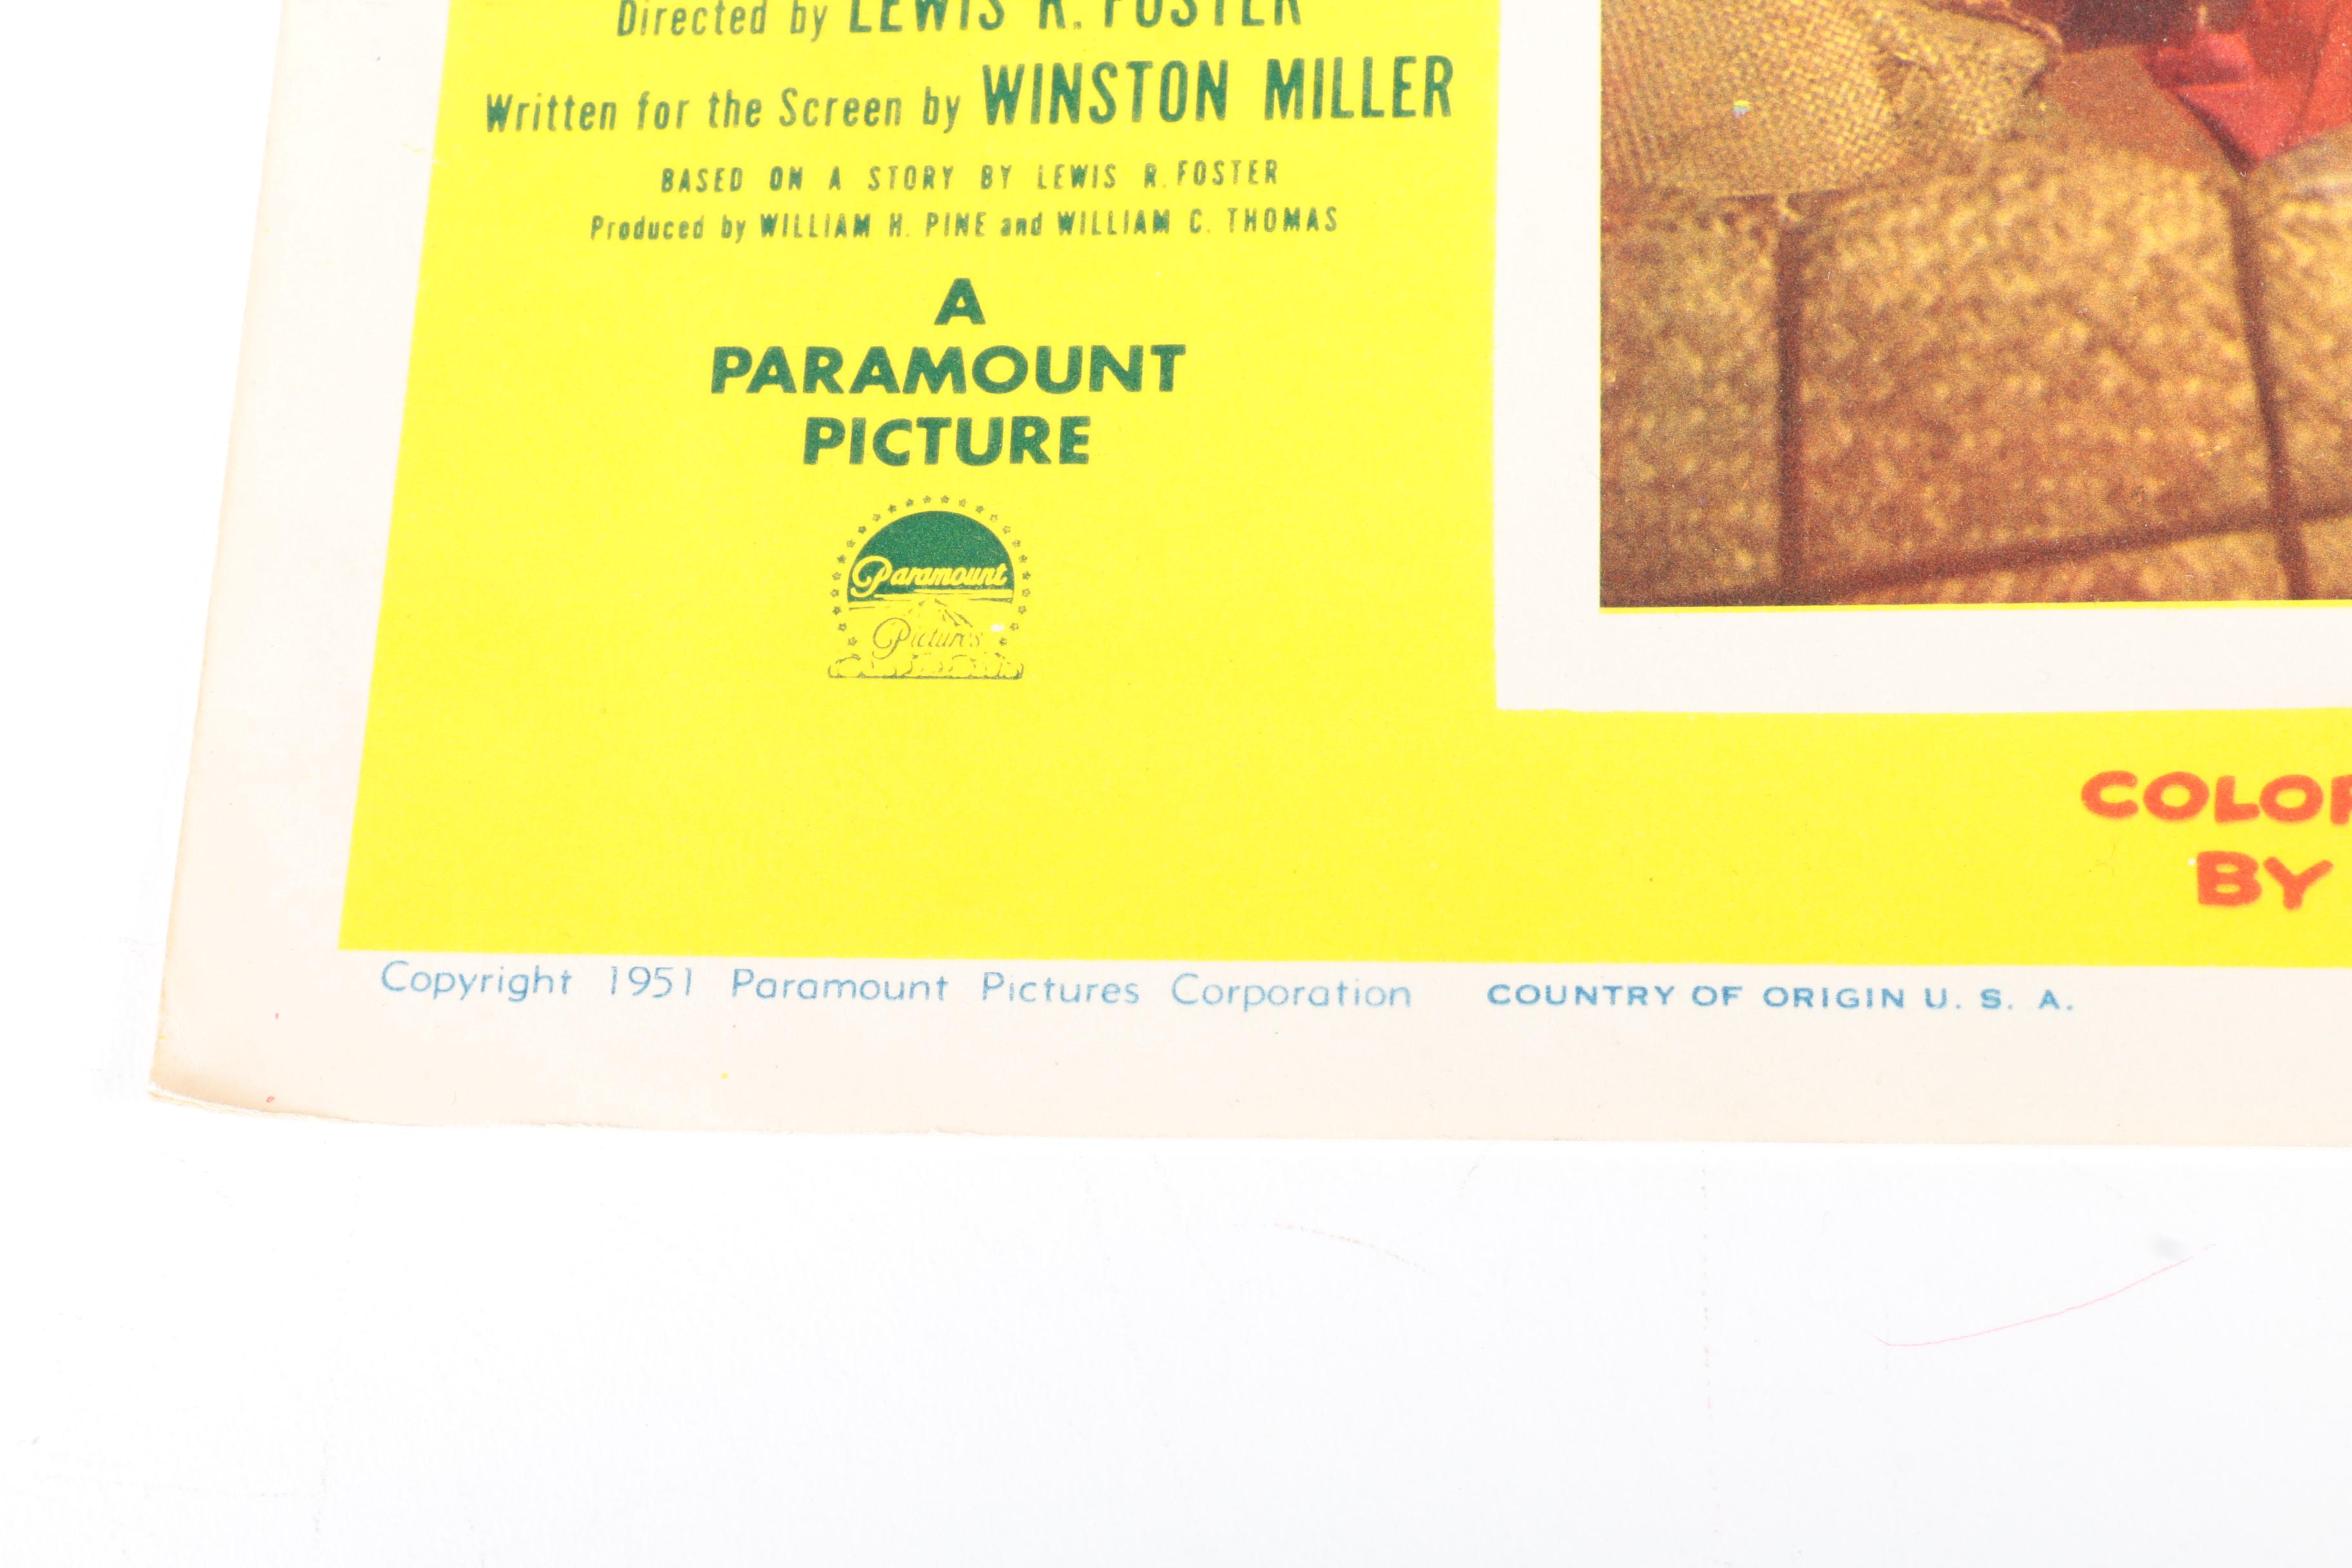 Directed by LEWIS R. FOSTER
Written for the Screen by WINSTON MILLER
BASED ON A STORY BY LEWIS R. FOSTER
Produced by WILLIAM H. PINE and WILLIAM C. THOMAS
A
PARAMOUNT
PICTURE
Paramount
Pictures
COLOR
BY
Copyright 1951 Paramount Pictures Corporation COUNTRY OF ORIGIN U. S. A.